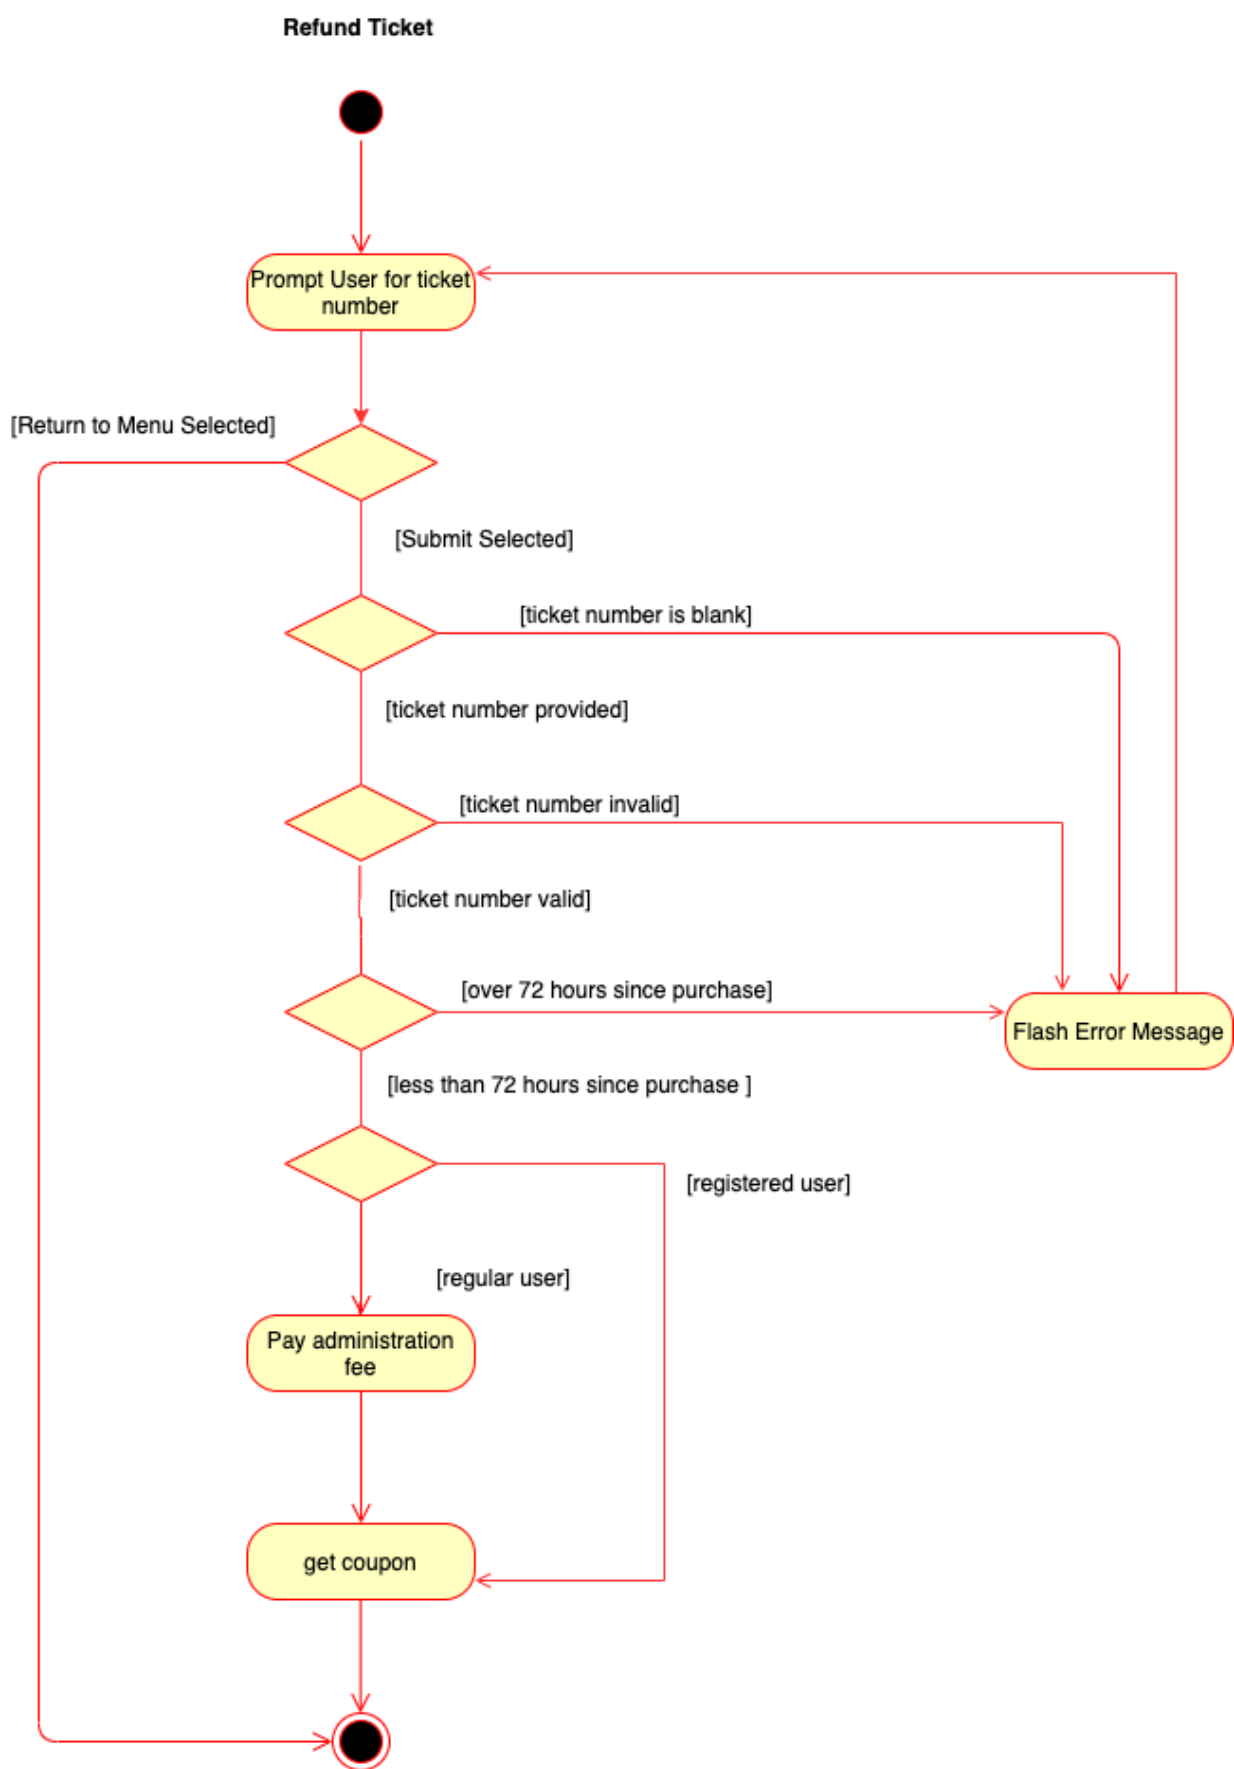 Refund Ticket
Prompt User for ticket
number
[Return to Menu Selected]
[Submit Selected]
[ticket number is blank]
[ticket number provided]
[ticket number invalid]
[ticket number valid]
[over 72 hours since purchase]
Flash Error Message
[less than 72 hours since purchase ]
[registered user]
[regular user]
Pay administration
fee
get coupon